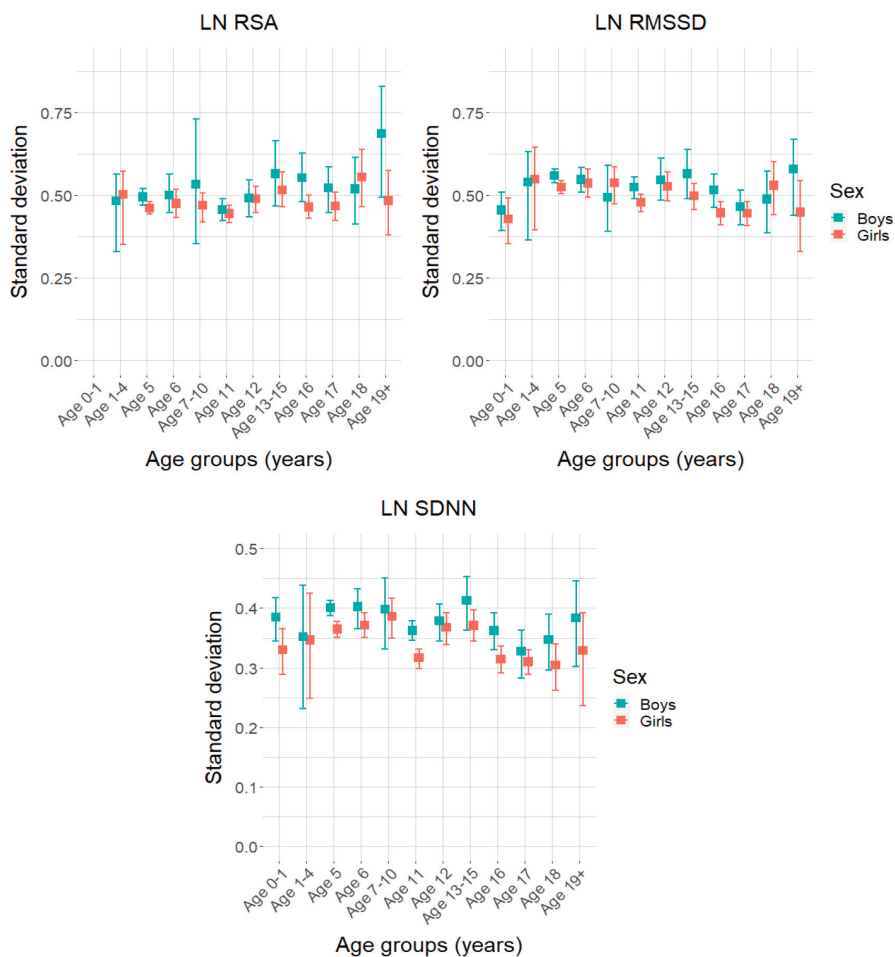 LN RSA
Standard deviation
0.75
0.50
0.25
0.00
Age 0-1
Age 1-4
Age 5
Age 6
Age 7-10
Age 11
Age 12
Age 13-15
Age 16
Age 17
Age 18
Age 19+
Age groups (years)
LN RMSSD
Standard deviation
0.75
0.50
0.25
0.00
Age 0-1
Age 1-4
Age 5
Age 6
Age 7-10
Age 11
Age 12
Age 13-15
Age 16
Age 17
Age 18
Age 19+
Age groups (years)
Sex
Boys
Girls
LN SDNN
Standard deviation
0.5
0.4
0.3
0.2
0.1
0.0
Age 0-1
Age 1-4
Age 5
Age 6
Age 7-10
Age 11
Age 12
Age 13-15
Age 16
Age 17
Age 18
Age 19+
Age groups (years)
Sex
Boys
Girls